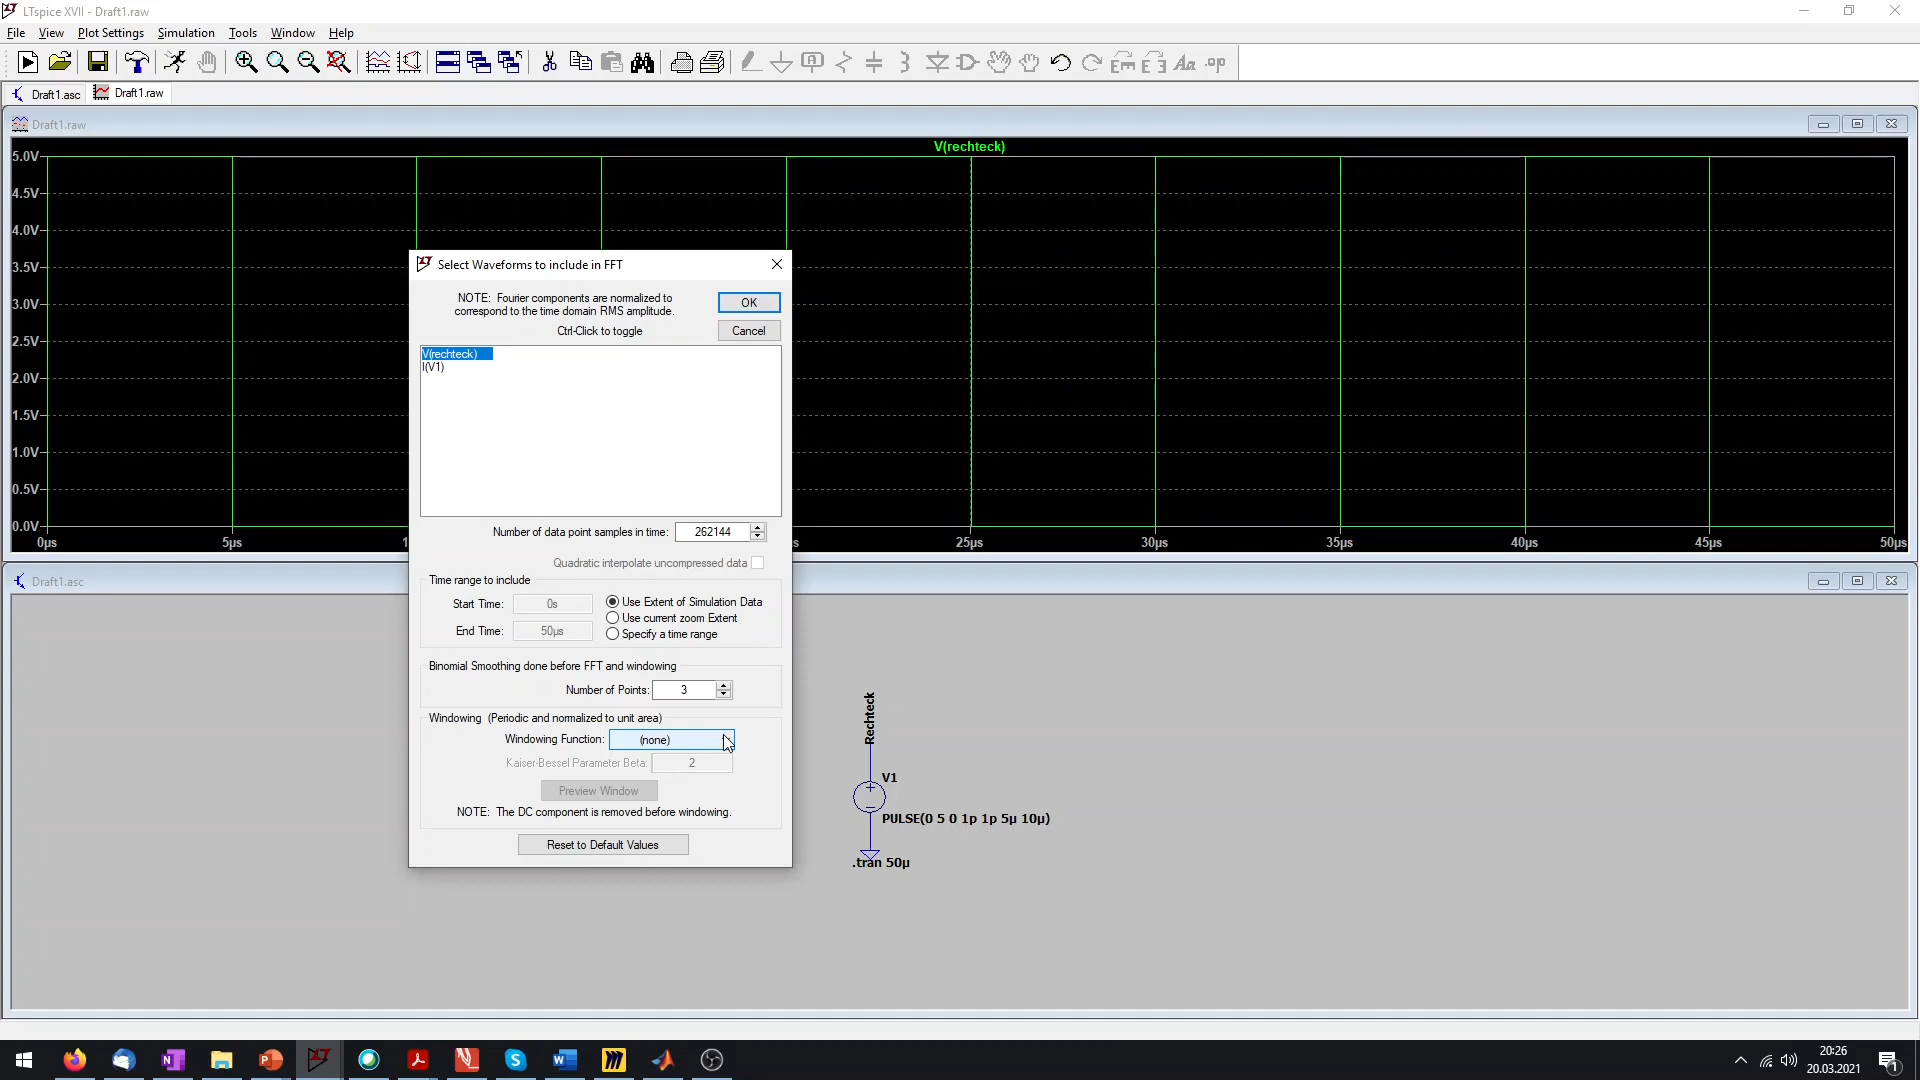 LTspice XVII - Draft1.raw
File View Plot Settings Simulation Tools Window Help
Draft1.asc Draft1.raw
Draft1.raw
V(rechteck)
5.0V
4.5V
4.0V
3.5V
3.0V
2.5V
2.0V
1.5V
1.0V
0.5V
0.0V
0µs 5µs 1 s 25µs 30µs 35µs 40µs 45µs 50µs
Select Waveforms to include in FFT
NOTE: Fourier components are normalized to
correspond to the time domain RMS amplitude.
OK
Ctrl-Click to toggle
Cancel
V(rechteck)
I(V1)
Number of data point samples in time: 262144
Quadratic interpolate uncompressed data
Time range to include
Start Time: 0s
End Time: 50µs
Use Extent of Simulation Data
Use current zoom Extent
Specify a time range
Binomial Smoothing done before FFT and windowing
Number of Points: 3
Windowing (Periodic and normalized to unit area)
Windowing Function: (none)
Kaiser-Bessel Parameter Beta: 2
Preview Window
NOTE: The DC component is removed before windowing.
Reset to Default Values
Draft1.asc
Rechteck
V1
PULSE(0 5 0 1p 1p 5µ 10µ)
.tran 50µ
20:26
20.03.2021
1